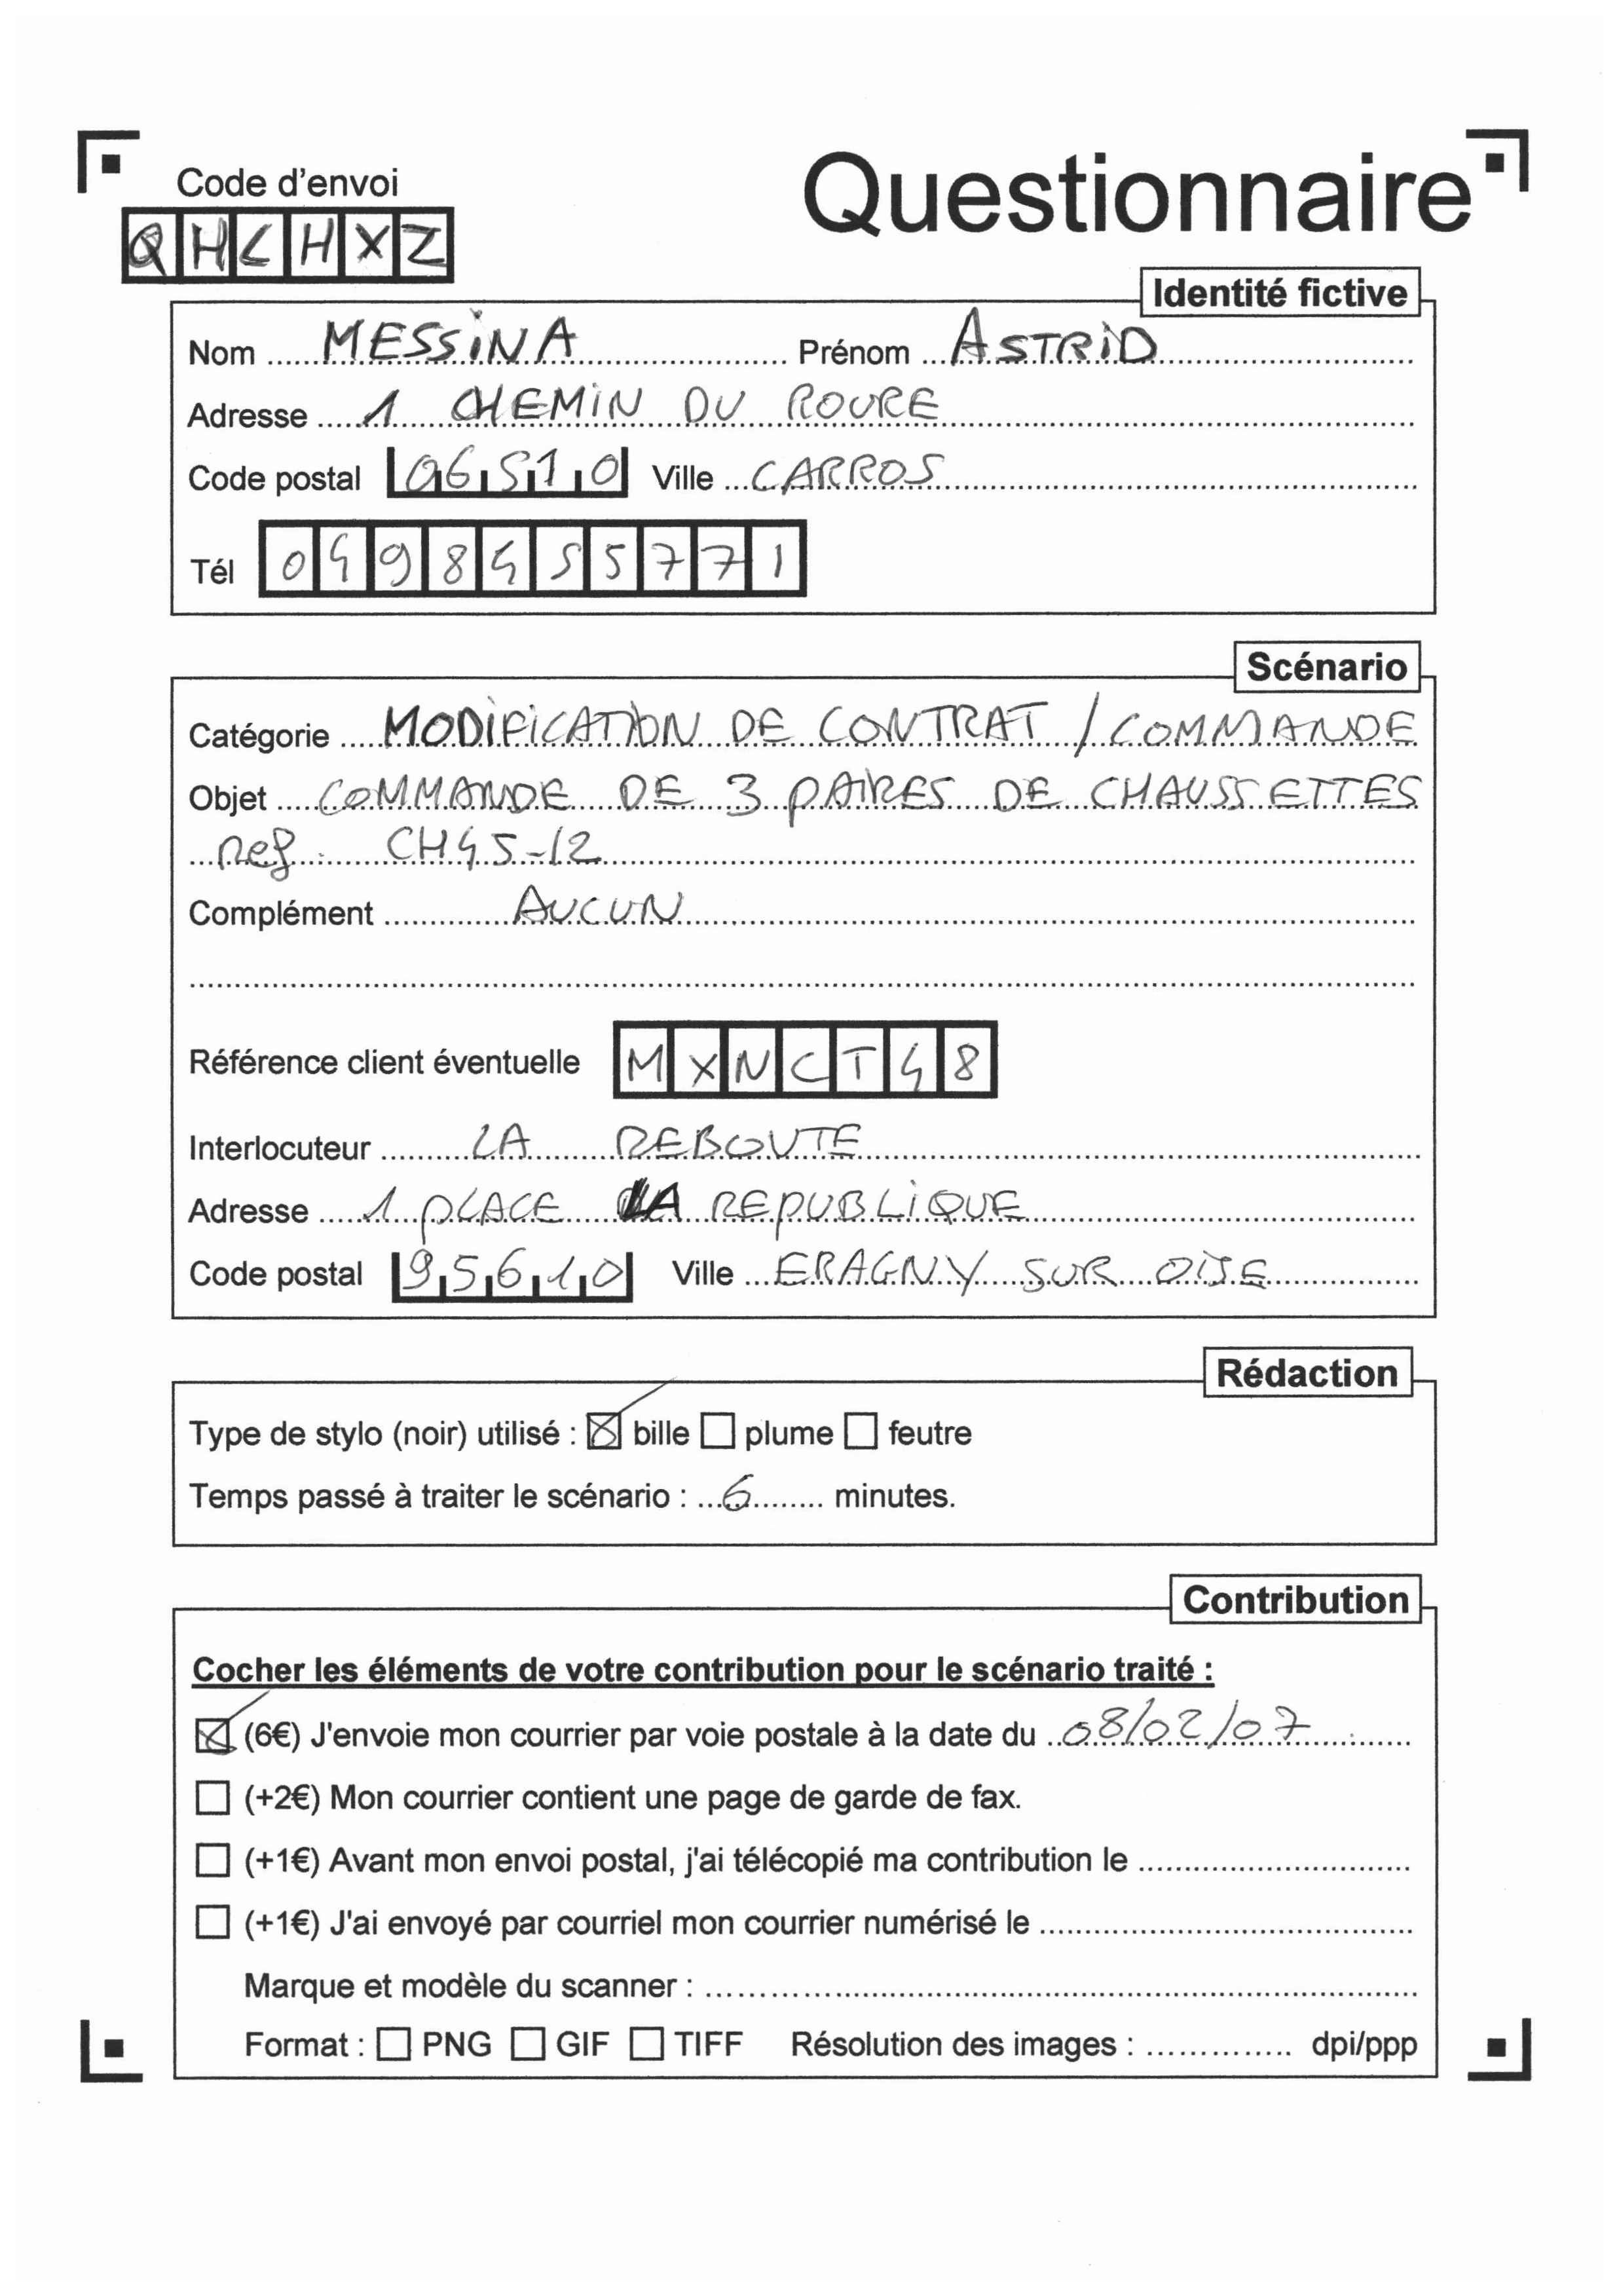 Questionnaire
Code d'envoi
QHLHXZ
Identité fictive
Nom MESSINA Prénom ASTRID
Adresse 1 CHEMIN DU ROURE
Code postal 06510 Ville CARROS
Tél 0498455771
Scénario
Catégorie MODIFICATION DE CONTRAT / COMMANDE
Objet COMMANDE DE 3 PAIRES DE CHAUSSETTES
ref. CH45-12
Complément AUCUN
Référence client éventuelle MXNCT48
Interlocuteur LA REBOUTE
Adresse 1 PLACE LA REPUBLIQUE
Code postal 95610 Ville ERAGNY SUR OISE
Rédaction
Type de stylo (noir) utilisé : ☒ bille ☐ plume ☐ feutre
Temps passé à traiter le scénario : 6 minutes.
Contribution
Cocher les éléments de votre contribution pour le scénario traité :
☒ (6€) J'envoie mon courrier par voie postale à la date du 08/02/07
☐ (+2€) Mon courrier contient une page de garde de fax.
☐ (+1€) Avant mon envoi postal, j'ai télécopié ma contribution le
☐ (+1€) J'ai envoyé par courriel mon courrier numérisé le
Marque et modèle du scanner :
Format : ☐ PNG ☐ GIF ☐ TIFF Résolution des images : dpi/ppp